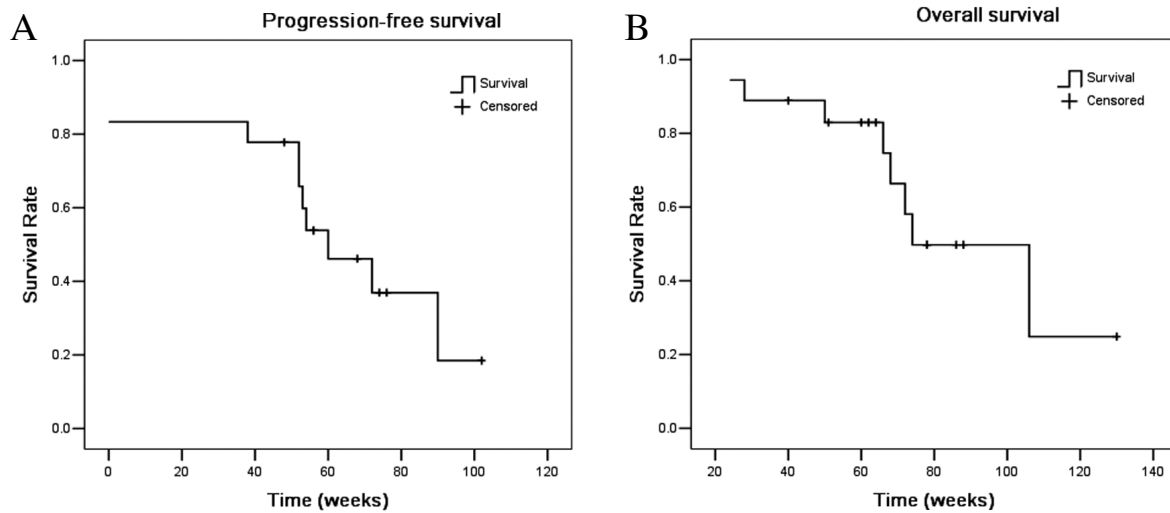 A
Progression-free survival
Survival
Censored
1.0
0.8
0.6
0.4
0.2
0.0
Survival Rate
0 20 40 60 80 100 120
Time (weeks)
B
Overall survival
Survival
Censored
1.0
0.8
0.6
0.4
0.2
0.0
Survival Rate
20 40 60 80 100 120 140
Time (weeks)